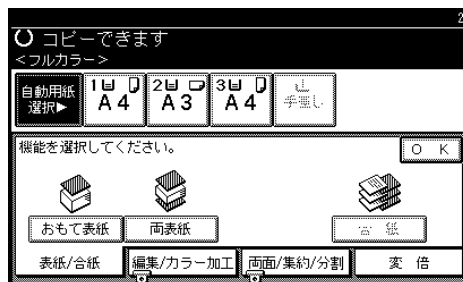 2
コピーできます
<フルカラー>
自動用紙 1 2 3
選択▶ A4 A3 A4 手差し
機能を選択してください。 OK
おもて表紙 両表紙 合紙
表紙/合紙 編集/カラー加工 両面/集約/分割 変倍